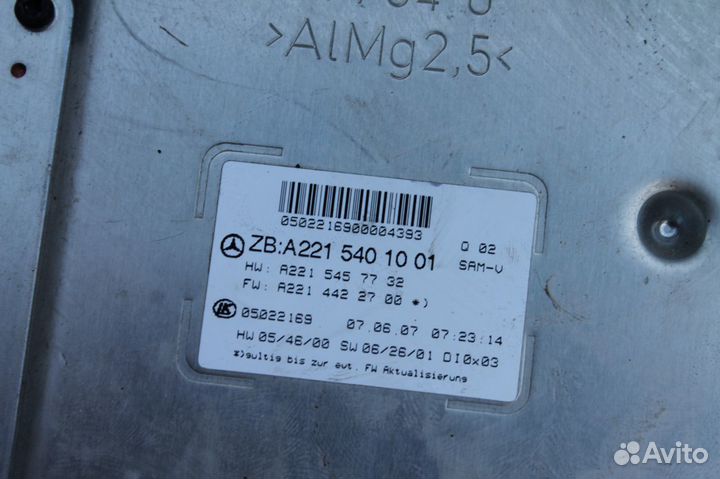 >AlMg2,5<
0502216900004393
ZB:A221 540 10 01
Q 02
HW: A221 545 77 32
SAM-V
FW: A221 442 27 00 *)
LK 05022169 07.06.07 07:23:14
HW 05/46/00 SW 06/26/01 DI0x03
*)gultig bis zur evt. FW Aktualisierung
Avito